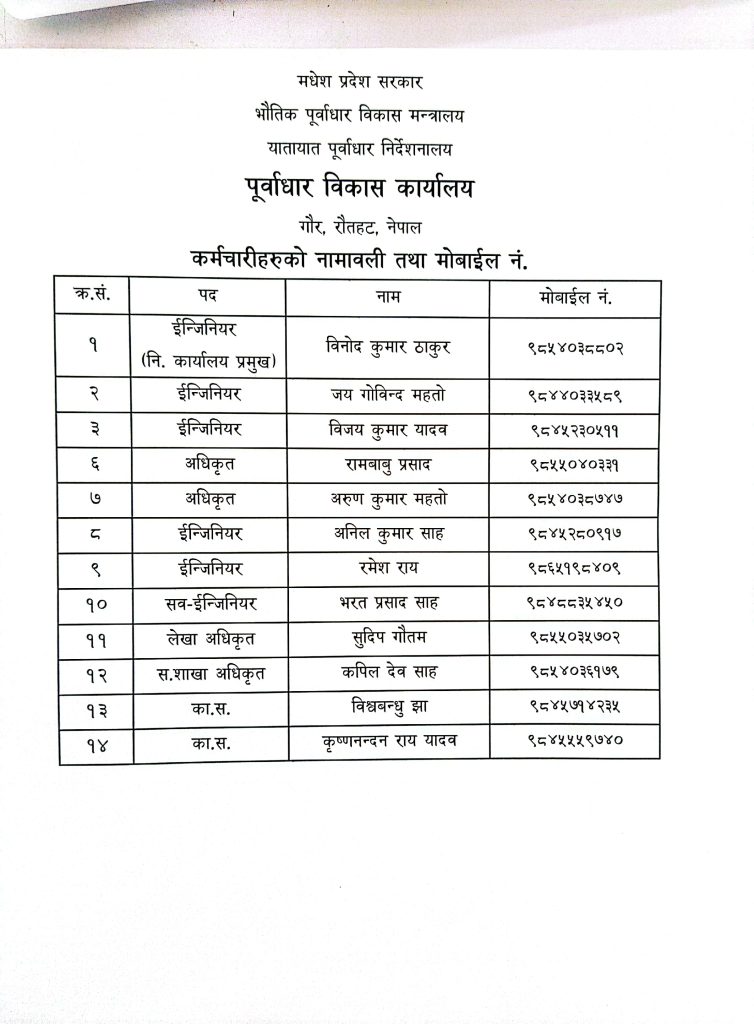 मधेश प्रदेश सरकार
भौतिक पूर्वाधार विकास मन्त्रालय
यातायात पूर्वाधार निर्देशनालय
पूर्वाधार विकास कार्यालय
गौर, रौतहट, नेपाल
कर्मचारीहरुको नामावली तथा मोबाईल नं.
क्र.सं. पद नाम मोबाईल नं.
१ ईन्जिनियर (नि. कार्यालय प्रमुख) विनोद कुमार ठाकुर ९८५४०३८८०२
२ ईन्जिनियर जय गोविन्द महतो ९८४४०३३५८९
३ ईन्जिनियर विजय कुमार यादव ९८४५२३०५११
६ अधिकृत रामबाबु प्रसाद ९८५५०४०३३१
७ अधिकृत अरुण कुमार महतो ९८५४०३८७४७
८ ईन्जिनियर अनिल कुमार साह ९८४५२८०९१७
९ ईन्जिनियर रमेश राय ९८६५१९८४०९
१० सव-ईन्जिनियर भरत प्रसाद साह ९८४८८३५४५०
११ लेखा अधिकृत सुदिप गौतम ९८५५०३५७०२
१२ स.शाखा अधिकृत कपिल देव साह ९८५४०३६१७९
१३ का.स. विश्वबन्धु झा ९८४५७१४२३५
१४ का.स. कृष्णनन्दन राय यादव ९८४५५५९७४०